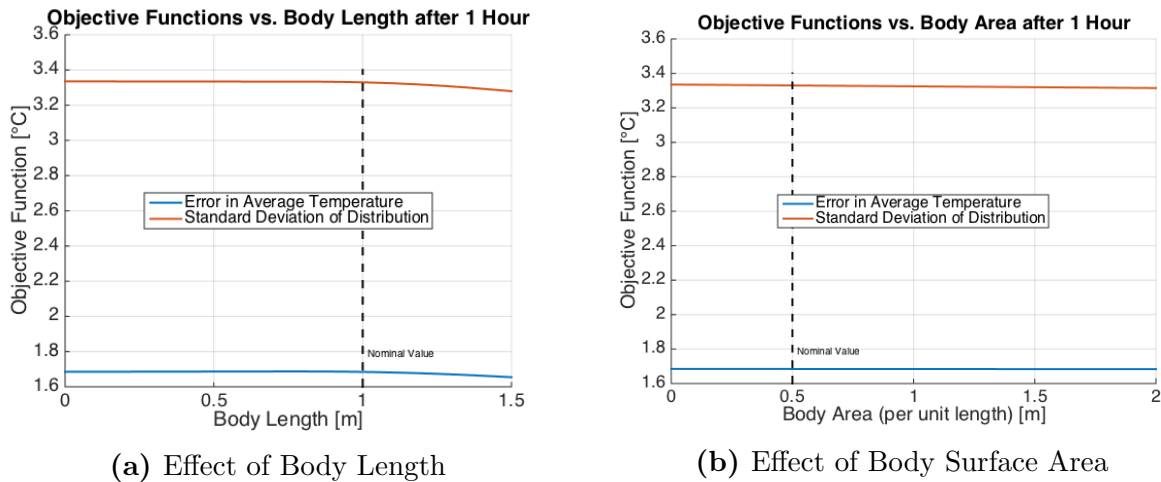 Objective Functions vs. Body Length after 1 Hour
3.6
3.4
3.2
3
2.8
2.6
2.4
2.2
2
1.8
1.6
Objective Function [°C]
Error in Average Temperature
Standard Deviation of Distribution
Nominal Value
0
0.5
1
1.5
Body Length [m]
(a) Effect of Body Length
Objective Functions vs. Body Area after 1 Hour
3.6
3.4
3.2
3
2.8
2.6
2.4
2.2
2
1.8
1.6
Objective Function [°C]
Error in Average Temperature
Standard Deviation of Distribution
Nominal Value
0
0.5
1
1.5
2
Body Area (per unit length) [m]
(b) Effect of Body Surface Area